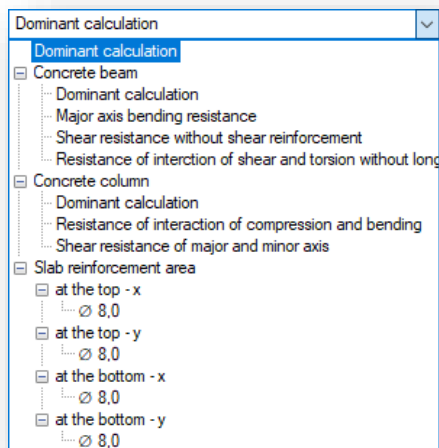 Dominant calculation
Dominant calculation
Concrete beam
Dominant calculation
Major axis bending resistance
Shear resistance without shear reinforcement
Resistance of interction of shear and torsion without long
Concrete column
Dominant calculation
Resistance of interaction of compression and bending
Shear resistance of major and minor axis
Slab reinforcement area
at the top - x
∅ 8,0
at the top - y
∅ 8,0
at the bottom - x
∅ 8,0
at the bottom - y
∅ 8,0